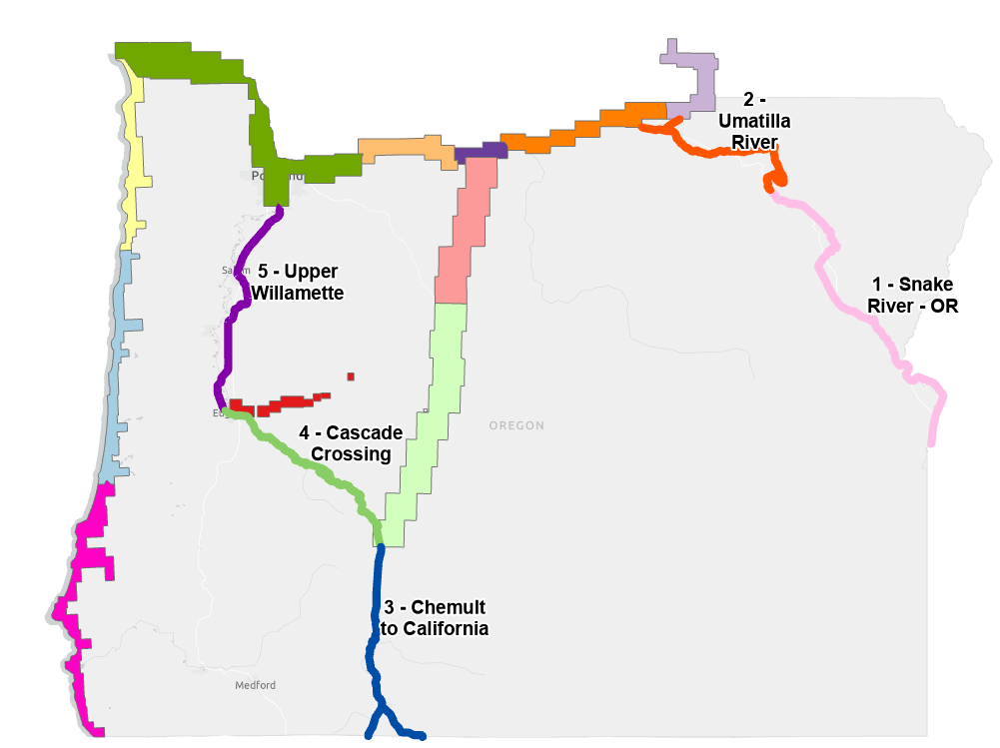 2 -
Umatilla
River
5 - Upper
Willamette
1 - Snake
River - OR
4 - Cascade
Crossing
OREGON
3 - Chemult
to California
Medford